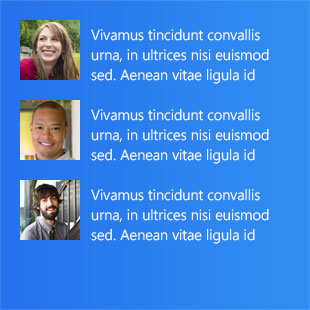 Vivamus tincidunt convallis
urna, in ultrices nisi euismod
sed. Aenean vitae ligula id
Vivamus tincidunt convallis
urna, in ultrices nisi euismod
sed. Aenean vitae ligula id
Vivamus tincidunt convallis
urna, in ultrices nisi euismod
sed. Aenean vitae ligula id